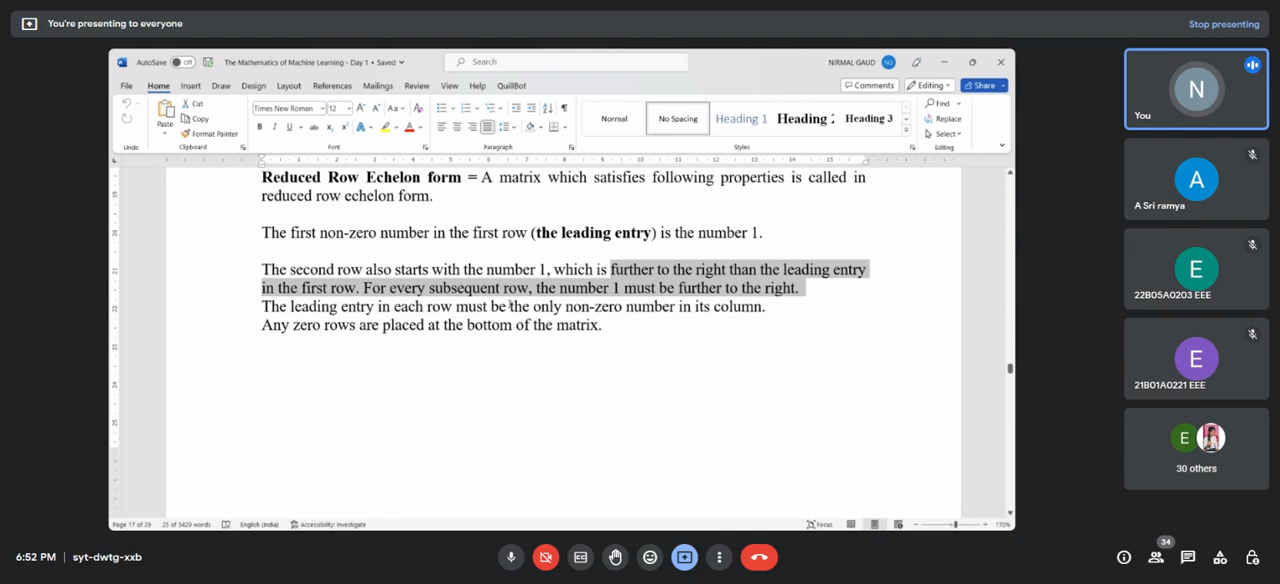 You're presenting to everyone
Stop presenting
AutoSave Off The Mathematics of Machine Learning - Day 1 • Saved
Search
NIRMAL GAUD NG
File Home Insert Draw Design Layout References Mailings Review View Help QuillBot
Comments Editing Share
Paste
Cut
Copy
Format Painter
Times New Roman 12
Normal No Spacing Heading 1 Heading 2 Heading 3
Find
Replace
Select
Undo Clipboard Font Paragraph Styles Editing
Reduced Row Echelon form = A matrix which satisfies following properties is called in
reduced row echelon form.
The first non-zero number in the first row (the leading entry) is the number 1.
The second row also starts with the number 1, which is further to the right than the leading entry
in the first row. For every subsequent row, the number 1 must be further to the right.
The leading entry in each row must be the only non-zero number in its column.
Any zero rows are placed at the bottom of the matrix.
Page 17 of 29 25 of 5429 words English (India) Accessibility: Investigate Focus 170%
N
You
A
A Sri ramya
E
22B05A0203 EEE
E
21B01A0221 EEE
E
30 others
6:52 PM | syt-dwtg-xxb
34